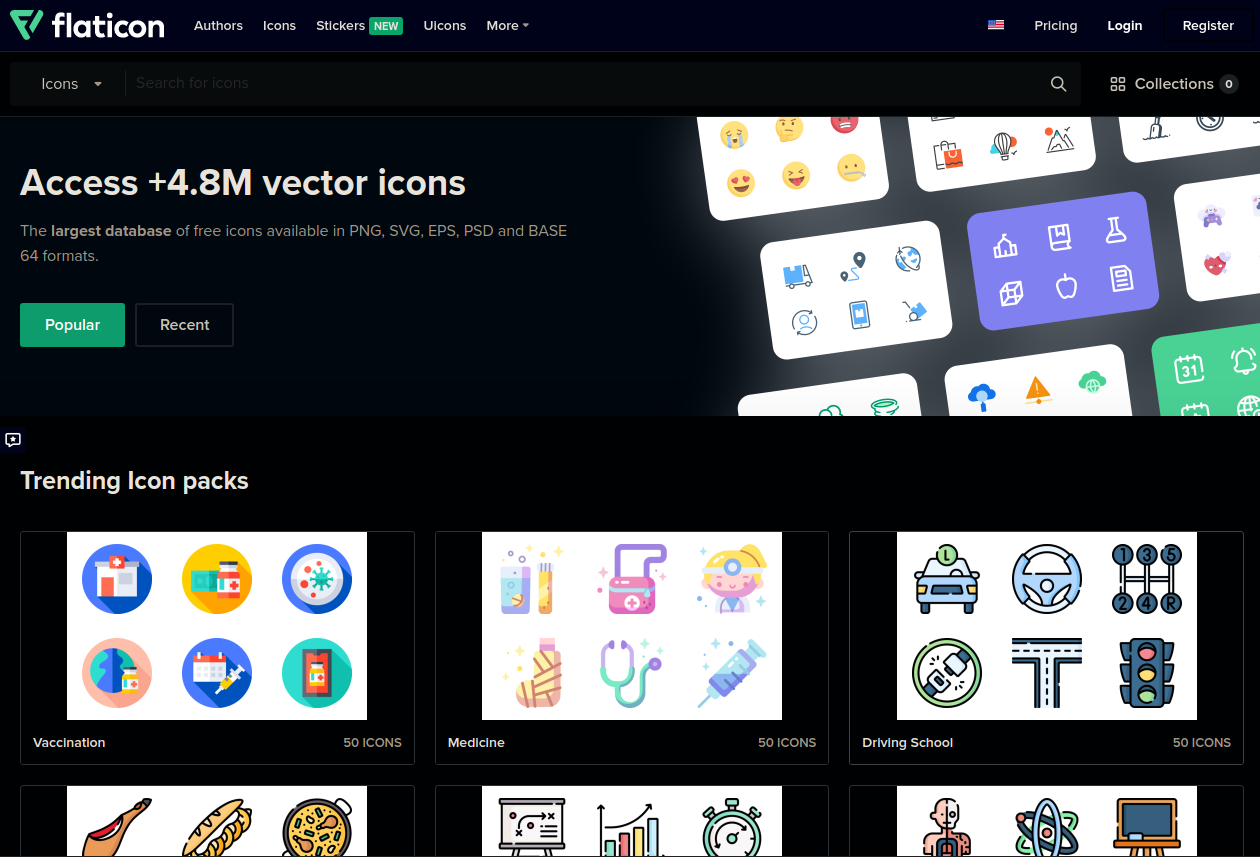 flaticon Authors Icons Stickers NEW Uicons More Pricing Login Register
Icons Search for icons Collections 0
Access +4.8M vector icons
The largest database of free icons available in PNG, SVG, EPS, PSD and BASE
64 formats.
Popular Recent
31
Trending Icon packs
L 1 3 5
2 4 R
Vaccination 50 ICONS
Medicine 50 ICONS
Driving School 50 ICONS